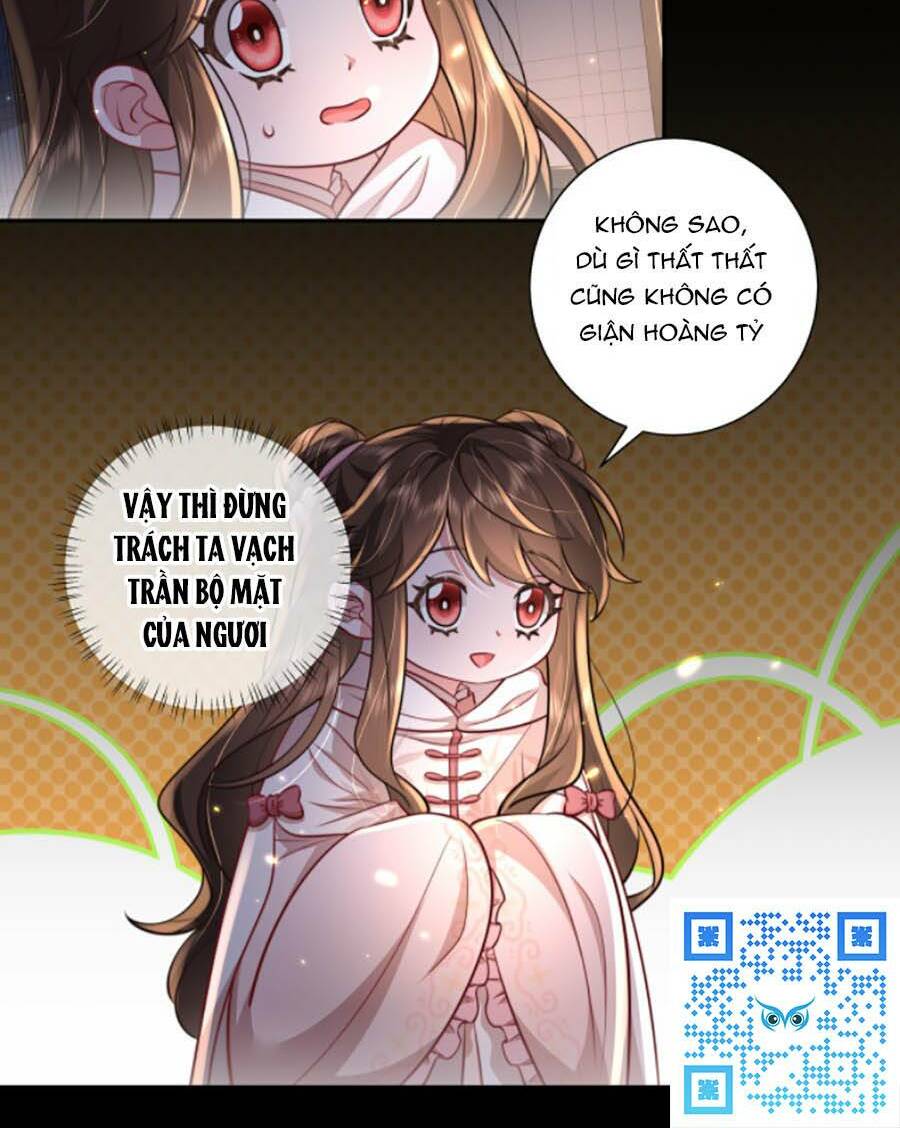 KHÔNG SAO,
DÙ GÌ THẤT THẤT
CŨNG KHÔNG CÓ
GIẬN HOÀNG TỶ
VẬY THÌ ĐỪNG
TRÁCH TA VẠCH
TRẦN BỘ MẶT
CỦA NGƯƠI